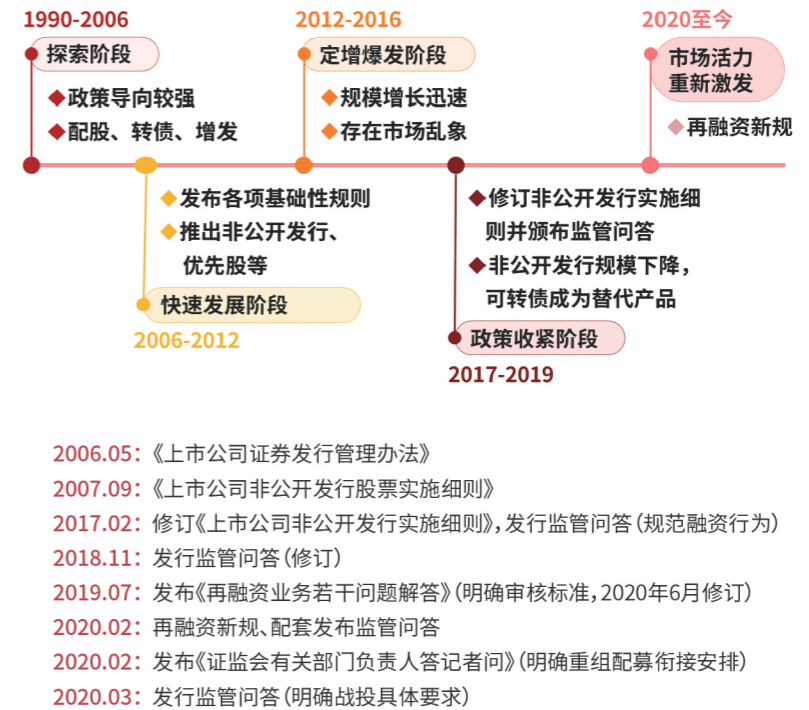 1990-2006
探索阶段
◆政策导向较强
◆配股、转债、增发
2012-2016
定增爆发阶段
◆规模增长迅速
◆存在市场乱象
2020至今
市场活力
重新激发
◆再融资新规
◆发布各项基础性规则
◆推出非公开发行、
优先股等
快速发展阶段
2006-2012
◆修订非公开发行实施细
则并颁布监管问答
◆非公开发行规模下降，
可转债成为替代产品
政策收紧阶段
2017-2019
2006.05：《上市公司证券发行管理办法》
2007.09：《上市公司非公开发行股票实施细则》
2017.02：修订《上市公司非公开发行实施细则》，发行监管问答（规范融资行为）
2018.11：发行监管问答（修订）
2019.07：发布《再融资业务若干问题解答》（明确审核标准，2020年6月修订）
2020.02：再融资新规、配套发布监管问答
2020.02：发布《证监会有关部门负责人答记者问》（明确重组配募衔接安排）
2020.03：发行监管问答（明确战投具体要求）